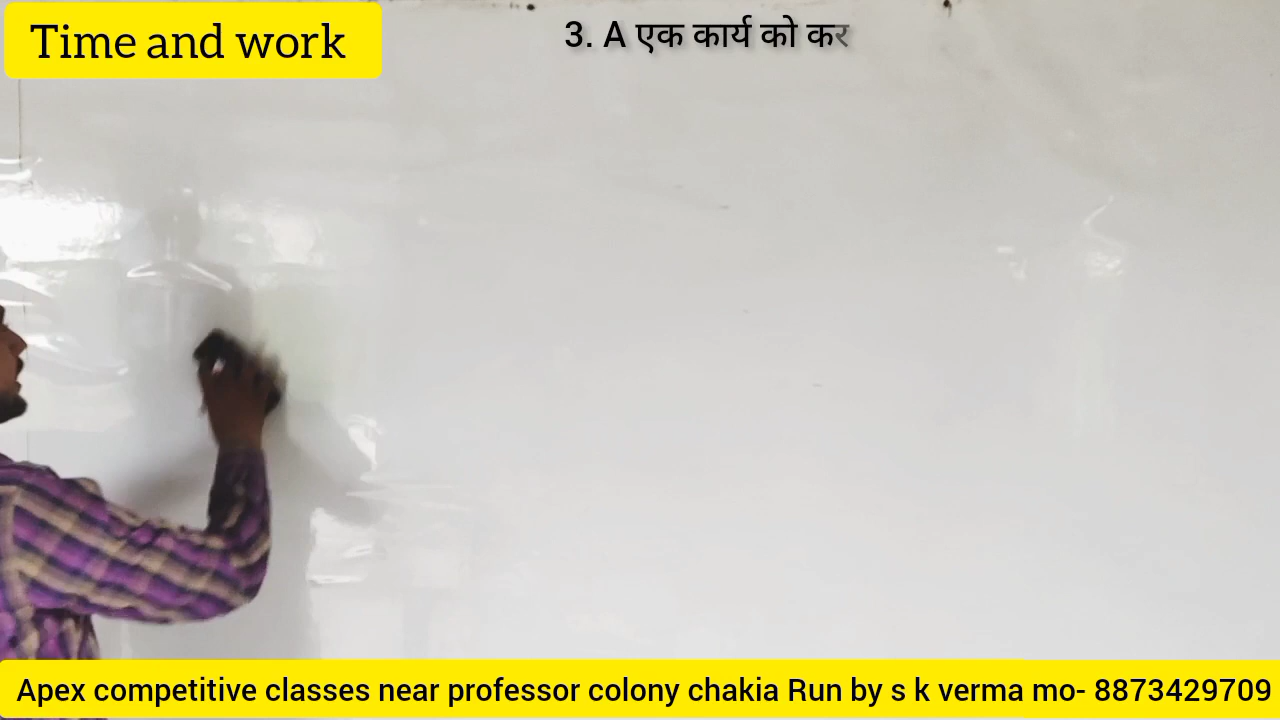 Time and work
3. A एक कार्य को कर
Apex competitive classes near professor colony chakia Run by s k verma mo- 8873429709